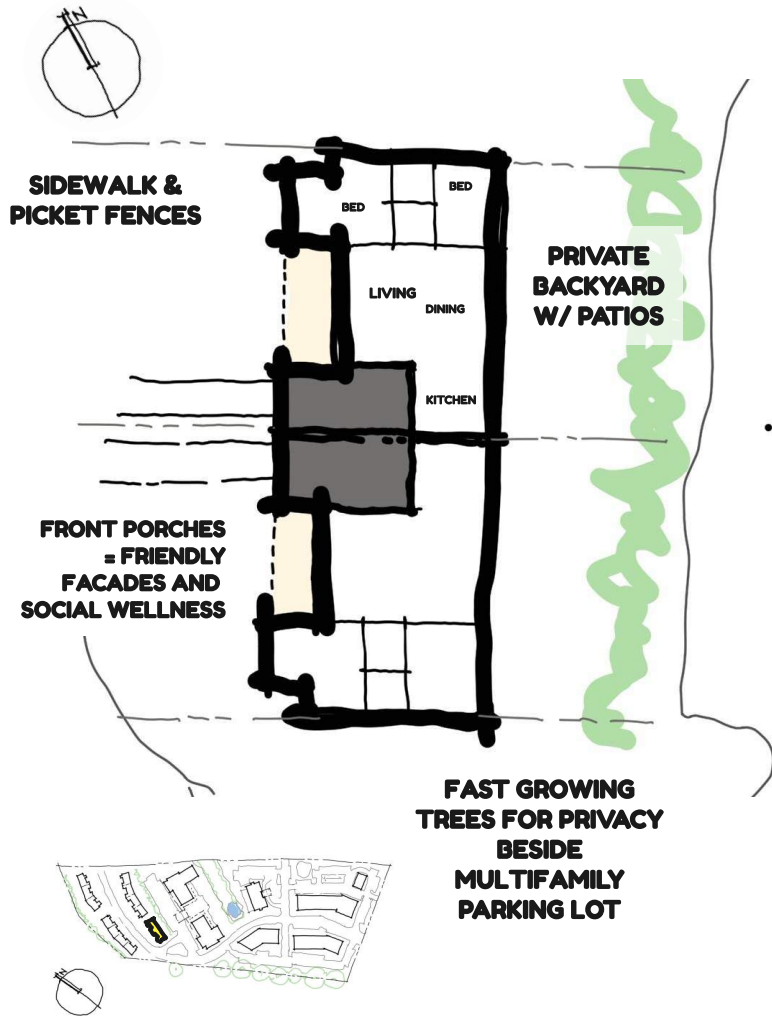 N
SIDEWALK &
PICKET FENCES
BED
BED
PRIVATE
BACKYARD
W/ PATIOS
LIVING
DINING
KITCHEN
FRONT PORCHES
= FRIENDLY
FACADES AND
SOCIAL WELLNESS
FAST GROWING
TREES FOR PRIVACY
BESIDE
MULTIFAMILY
PARKING LOT
N